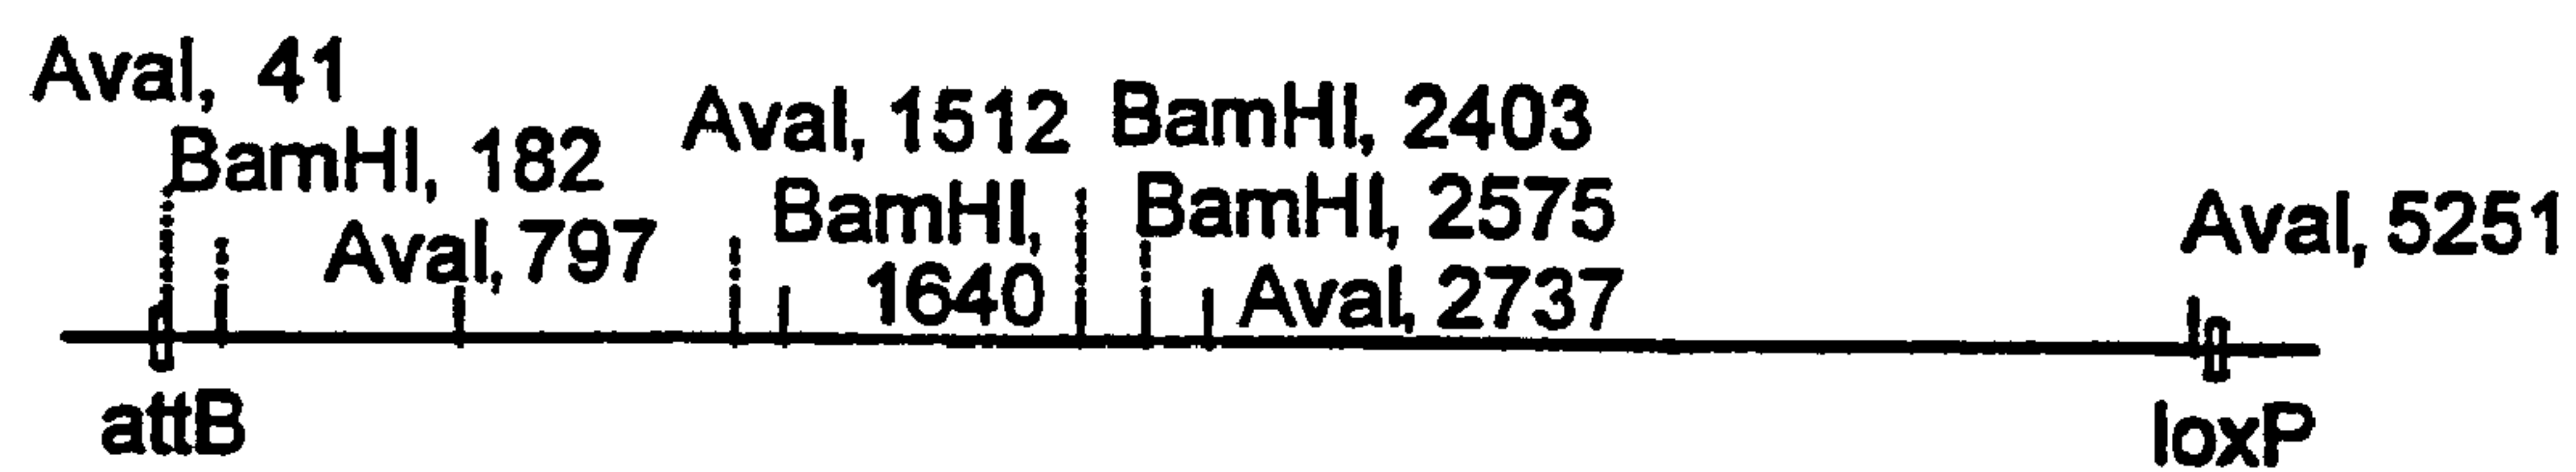 AvaI, 41
BamHI, 182
AvaI, 797
AvaI, 1512
BamHI,
1640
BamHI, 2403
BamHI, 2575
AvaI, 2737
AvaI, 5251
attB
loxP